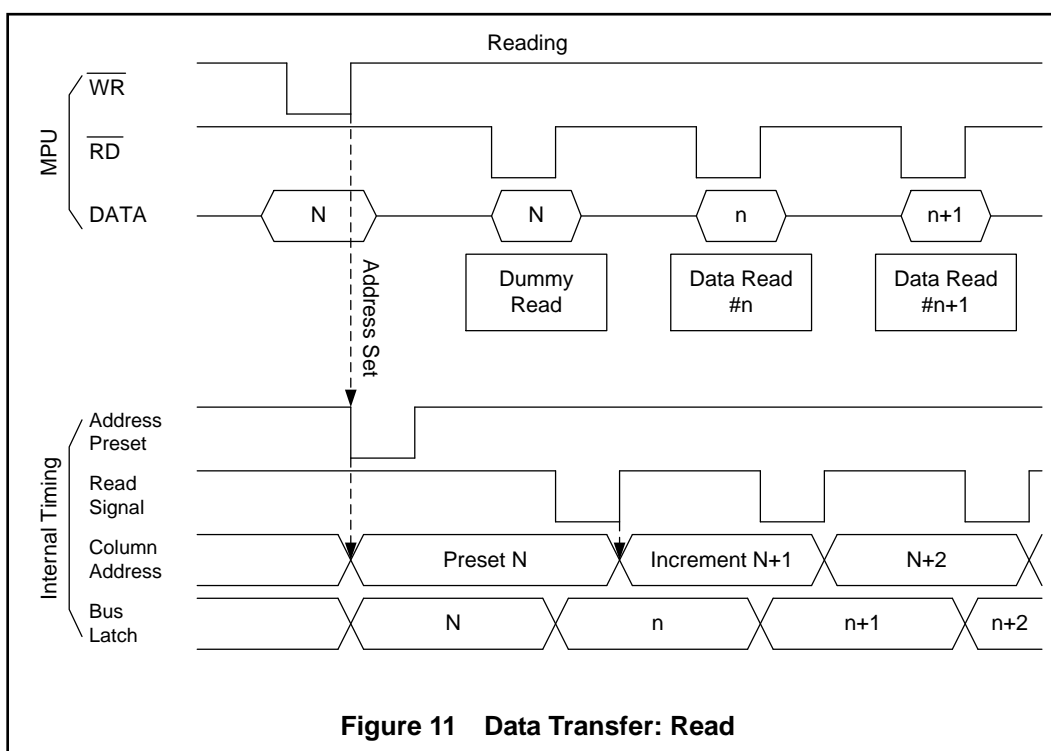 Reading
MPU
WR
RD
DATA
N
N
n
n+1
Dummy
Read
Data Read
#n
Data Read
#n+1
Address Set
Internal Timing
Address
Preset
Read
Signal
Column
Address
Preset N
Increment N+1
N+2
Bus
Latch
N
n
n+1
n+2
Figure 11 Data Transfer: Read